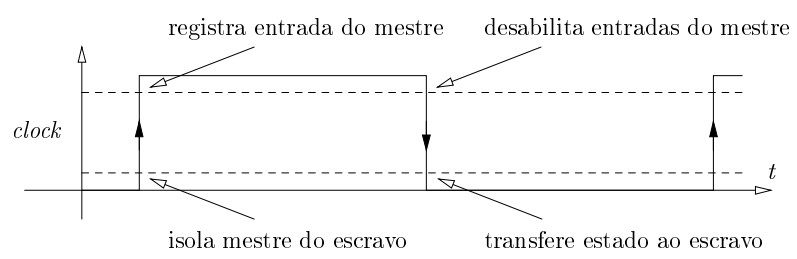 registra entrada do mestre
desabilita entradas do mestre
clock
t
isola mestre do escravo
transfere estado ao escravo